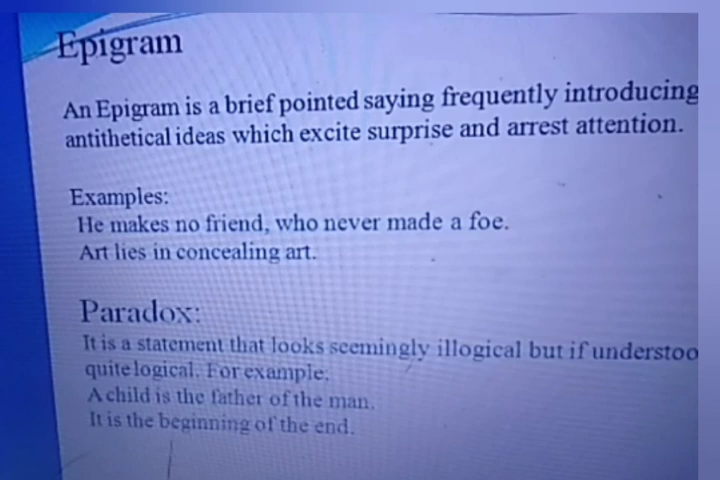 Epigram
An Epigram is a brief pointed saying frequently introducing
antithetical ideas which excite surprise and arrest attention.
Examples:
He makes no friend, who never made a foe.
Art lies in concealing art.
Paradox:
It is a statement that looks seemingly illogical but if understoo
quite logical. For example:
A child is the father of the man.
It is the beginning of the end.